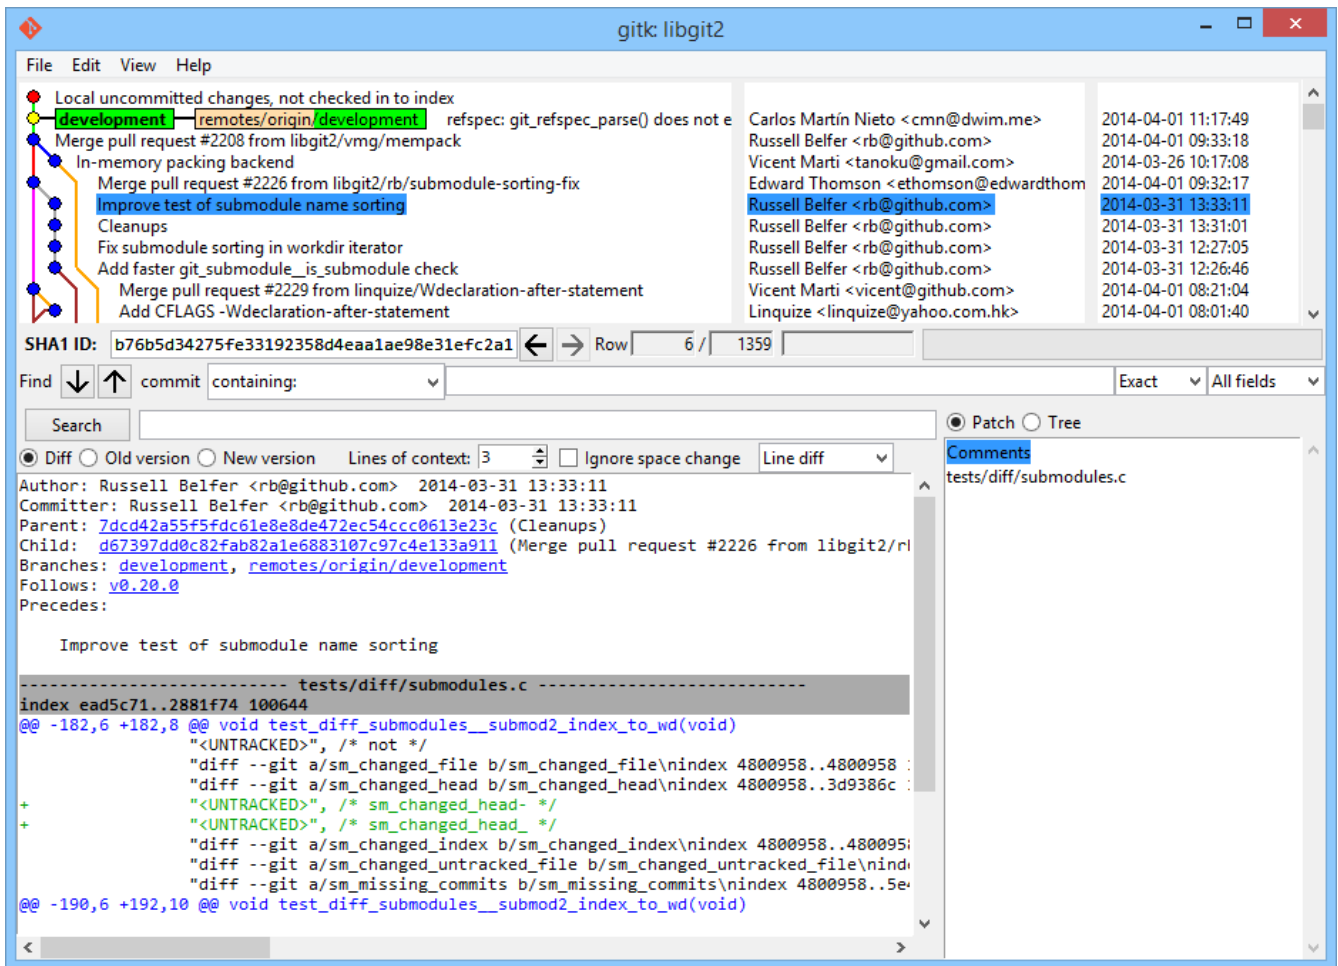 gitk: libgit2
File Edit View Help
Local uncommitted changes, not checked in to index
development remotes/origin/development refspec: git_refspec_parse() does not e Carlos Martín Nieto <cmn@dwim.me> 2014-04-01 11:17:49
Merge pull request #2208 from libgit2/vmg/mempack Russell Belfer <rb@github.com> 2014-04-01 09:33:18
In-memory packing backend Vicent Marti <tanoku@gmail.com> 2014-03-26 10:17:08
Merge pull request #2226 from libgit2/rb/submodule-sorting-fix Edward Thomson <ethomson@edwardthom 2014-04-01 09:32:17
Improve test of submodule name sorting Russell Belfer <rb@github.com> 2014-03-31 13:33:11
Cleanups Russell Belfer <rb@github.com> 2014-03-31 13:31:01
Fix submodule sorting in workdir iterator Russell Belfer <rb@github.com> 2014-03-31 12:27:05
Add faster git_submodule__is_submodule check Russell Belfer <rb@github.com> 2014-03-31 12:26:46
Merge pull request #2229 from linquize/Wdeclaration-after-statement Vicent Marti <vicent@github.com> 2014-04-01 08:21:04
Add CFLAGS -Wdeclaration-after-statement Linquize <linquize@yahoo.com.hk> 2014-04-01 08:01:40
SHA1 ID: b76b5d34275fe33192358d4eaa1ae98e31efc2a1 Row 6 / 1359
Find commit containing: Exact All fields
Search Patch Tree
Diff Old version New version Lines of context: 3 Ignore space change Line diff
Comments
tests/diff/submodules.c
Author: Russell Belfer <rb@github.com> 2014-03-31 13:33:11
Committer: Russell Belfer <rb@github.com> 2014-03-31 13:33:11
Parent: 7dcd42a55f5fdc61e8e8de472ec54ccc0613e23c (Cleanups)
Child: d67397dd0c82fab82a1e6883107c97c4e133a911 (Merge pull request #2226 from libgit2/r
Branches: development, remotes/origin/development
Follows: v0.20.0
Precedes:
Improve test of submodule name sorting
--------------------------- tests/diff/submodules.c ---------------------------
index ead5c71..2881f74 100644
@@ -182,6 +182,8 @@ void test_diff_submodules__submod2_index_to_wd(void)
"<UNTRACKED>", /* not */
"diff --git a/sm_changed_file b/sm_changed_file\nindex 4800958..4800958
"diff --git a/sm_changed_head b/sm_changed_head\nindex 4800958..3d9386c
+ "<UNTRACKED>", /* sm_changed_head- */
+ "<UNTRACKED>", /* sm_changed_head_ */
"diff --git a/sm_changed_index b/sm_changed_index\nindex 4800958..480095
"diff --git a/sm_changed_untracked_file b/sm_changed_untracked_file\nind
"diff --git a/sm_missing_commits b/sm_missing_commits\nindex 4800958..5e
@@ -190,6 +192,10 @@ void test_diff_submodules__submod2_index_to_wd(void)